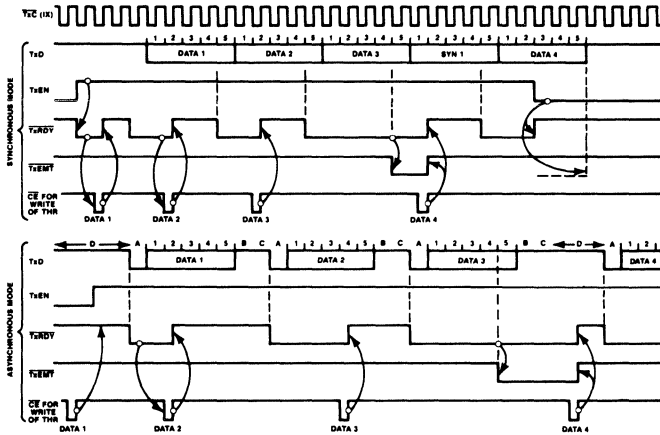 TxC (IX)
1 2 3 4 5 1 2 3 4 5 1 2 3 4 5 1 2 3 4 5 1 2 3 4 5
TxD DATA 1 DATA 2 DATA 3 SYN 1 DATA 4
TxEN
SYNCHRONOUS MODE
TxRDY
TxEMT
CE FOR
WRITE
OF THR
DATA 1 DATA 2 DATA 3 DATA 4
D A 1 2 3 4 5 B C A 1 2 3 4 5 B C A 1 2 3 4 5 B C D A 1 2
TxD DATA 1 DATA 2 DATA 3 DATA 4
TxEN
ASYNCHRONOUS MODE
TxRDY
TxEMT
CE FOR
WRITE
OF THR
DATA 1 DATA 2 DATA 3 DATA 4